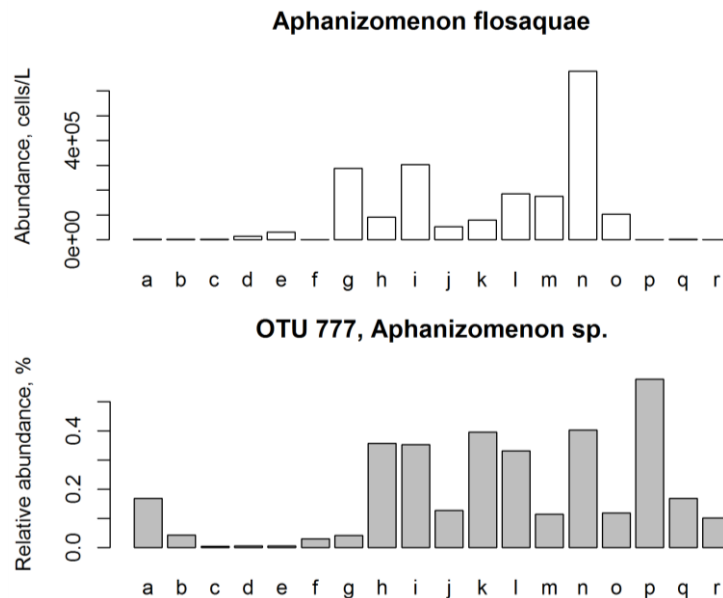 Aphanizomenon flosaquae
Abundance, cells/L
4e+05
0e+00
a b c d e f g h i j k l m n o p q r
OTU 777, Aphanizomenon sp.
Relative abundance, %
0.4
0.2
0.0
a b c d e f g h i j k l m n o p q r